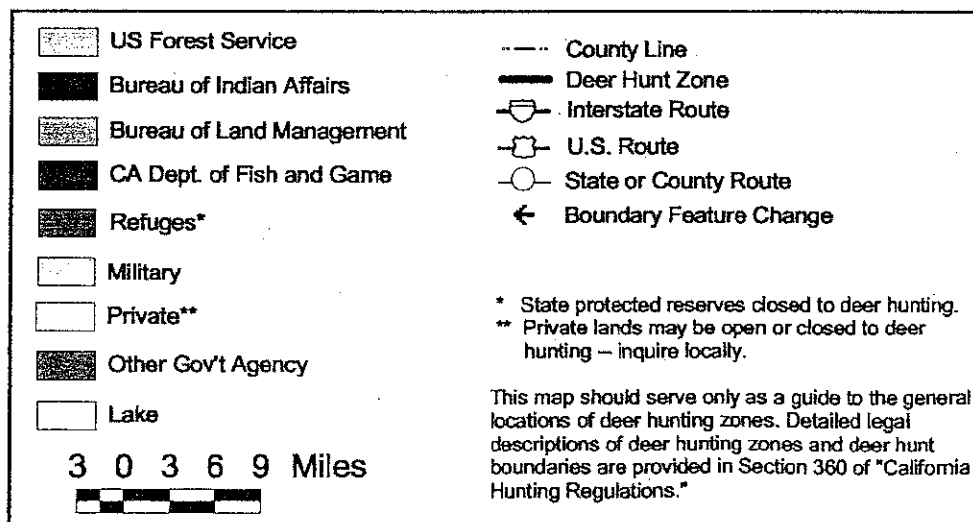 US Forest Service
Bureau of Indian Affairs
Bureau of Land Management
CA Dept. of Fish and Game
Refuges*
Military
Private**
Other Gov't Agency
Lake
3 0 3 6 9 Miles
County Line
Deer Hunt Zone
Interstate Route
U.S. Route
State or County Route
Boundary Feature Change
* State protected reserves closed to deer hunting.
** Private lands may be open or closed to deer
hunting – inquire locally.
This map should serve only as a guide to the general
locations of deer hunting zones. Detailed legal
descriptions of deer hunting zones and deer hunt
boundaries are provided in Section 360 of "California
Hunting Regulations."